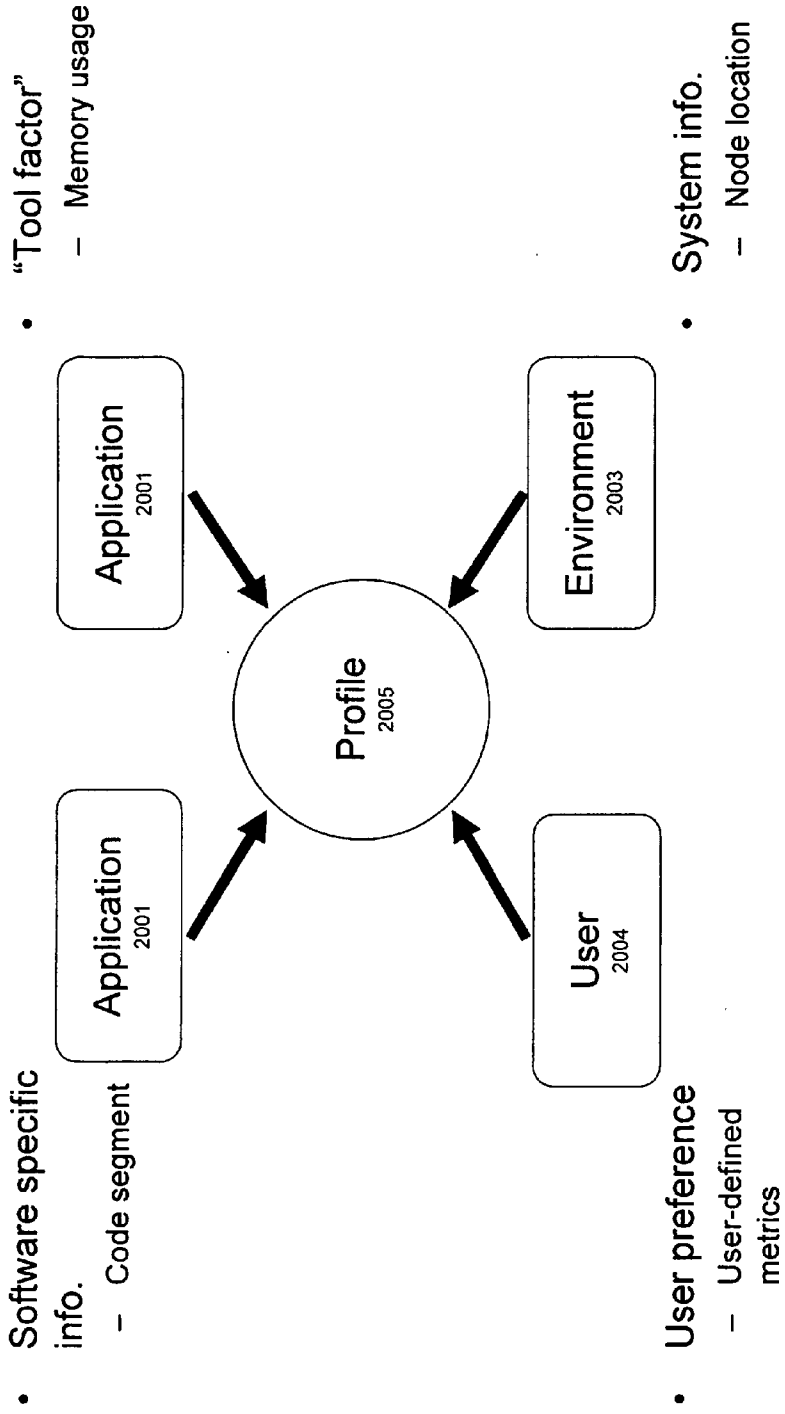 • Software specific
info.
– Code segment
Application
2001
Application
2001
• “Tool factor”
– Memory usage
Profile
2005
• User preference
– User-defined
metrics
User
2004
Environment
2003
• System info.
– Node location